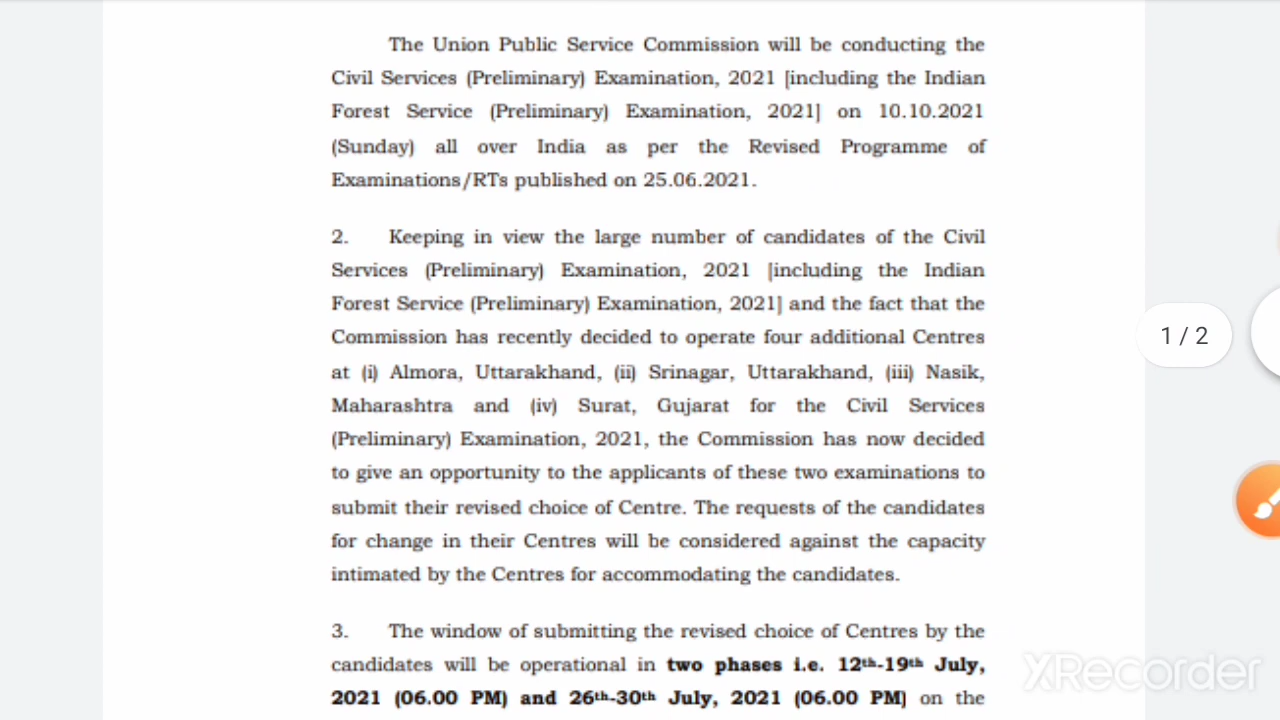 The Union Public Service Commission will be conducting the
Civil Services (Preliminary) Examination, 2021 [including the Indian
Forest Service (Preliminary) Examination, 2021] on 10.10.2021
(Sunday) all over India as per the Revised Programme of
Examinations/RTs published on 25.06.2021.
2. Keeping in view the large number of candidates of the Civil
Services (Preliminary) Examination, 2021 [including the Indian
Forest Service (Preliminary) Examination, 2021] and the fact that the
Commission has recently decided to operate four additional Centres
at (i) Almora, Uttarakhand, (ii) Srinagar, Uttarakhand, (iii) Nasik,
Maharashtra and (iv) Surat, Gujarat for the Civil Services
(Preliminary) Examination, 2021, the Commission has now decided
to give an opportunity to the applicants of these two examinations to
submit their revised choice of Centre. The requests of the candidates
for change in their Centres will be considered against the capacity
intimated by the Centres for accommodating the candidates.
3. The window of submitting the revised choice of Centres by the
candidates will be operational in two phases i.e. 12th-19th July,
2021 (06.00 PM) and 26th-30th July, 2021 (06.00 PM) on the
1 / 2
XRecorder